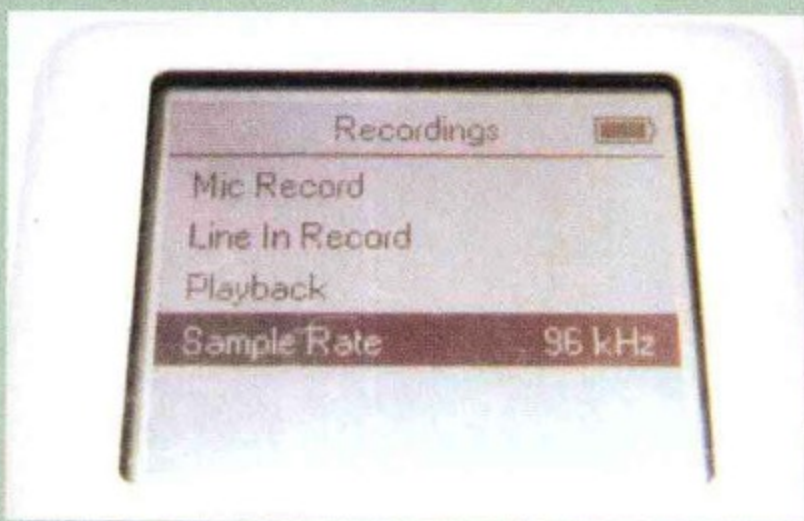 Recordings
Mic Record
Line In Record
Playback
Sample Rate 96 kHz